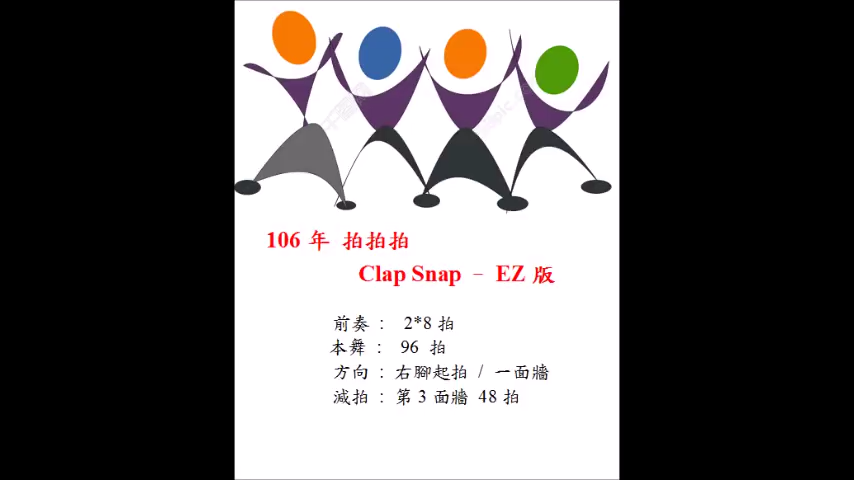 106 年 拍拍拍
Clap Snap - EZ 版
前奏 : 2*8 拍
本舞 : 96 拍
方向 : 右腳起拍 / 一面牆
減拍 : 第 3 面牆 48 拍